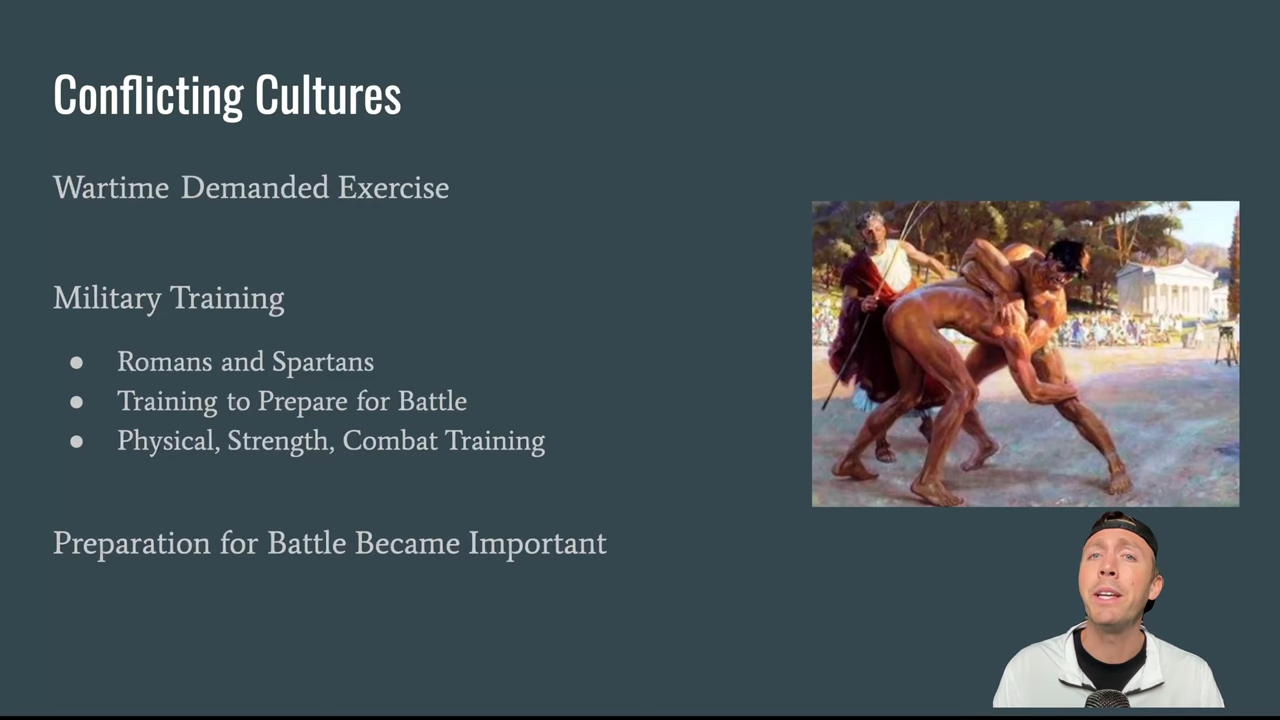 Conflicting Cultures
Wartime Demanded Exercise
Military Training
● Romans and Spartans
● Training to Prepare for Battle
● Physical, Strength, Combat Training
Preparation for Battle Became Important